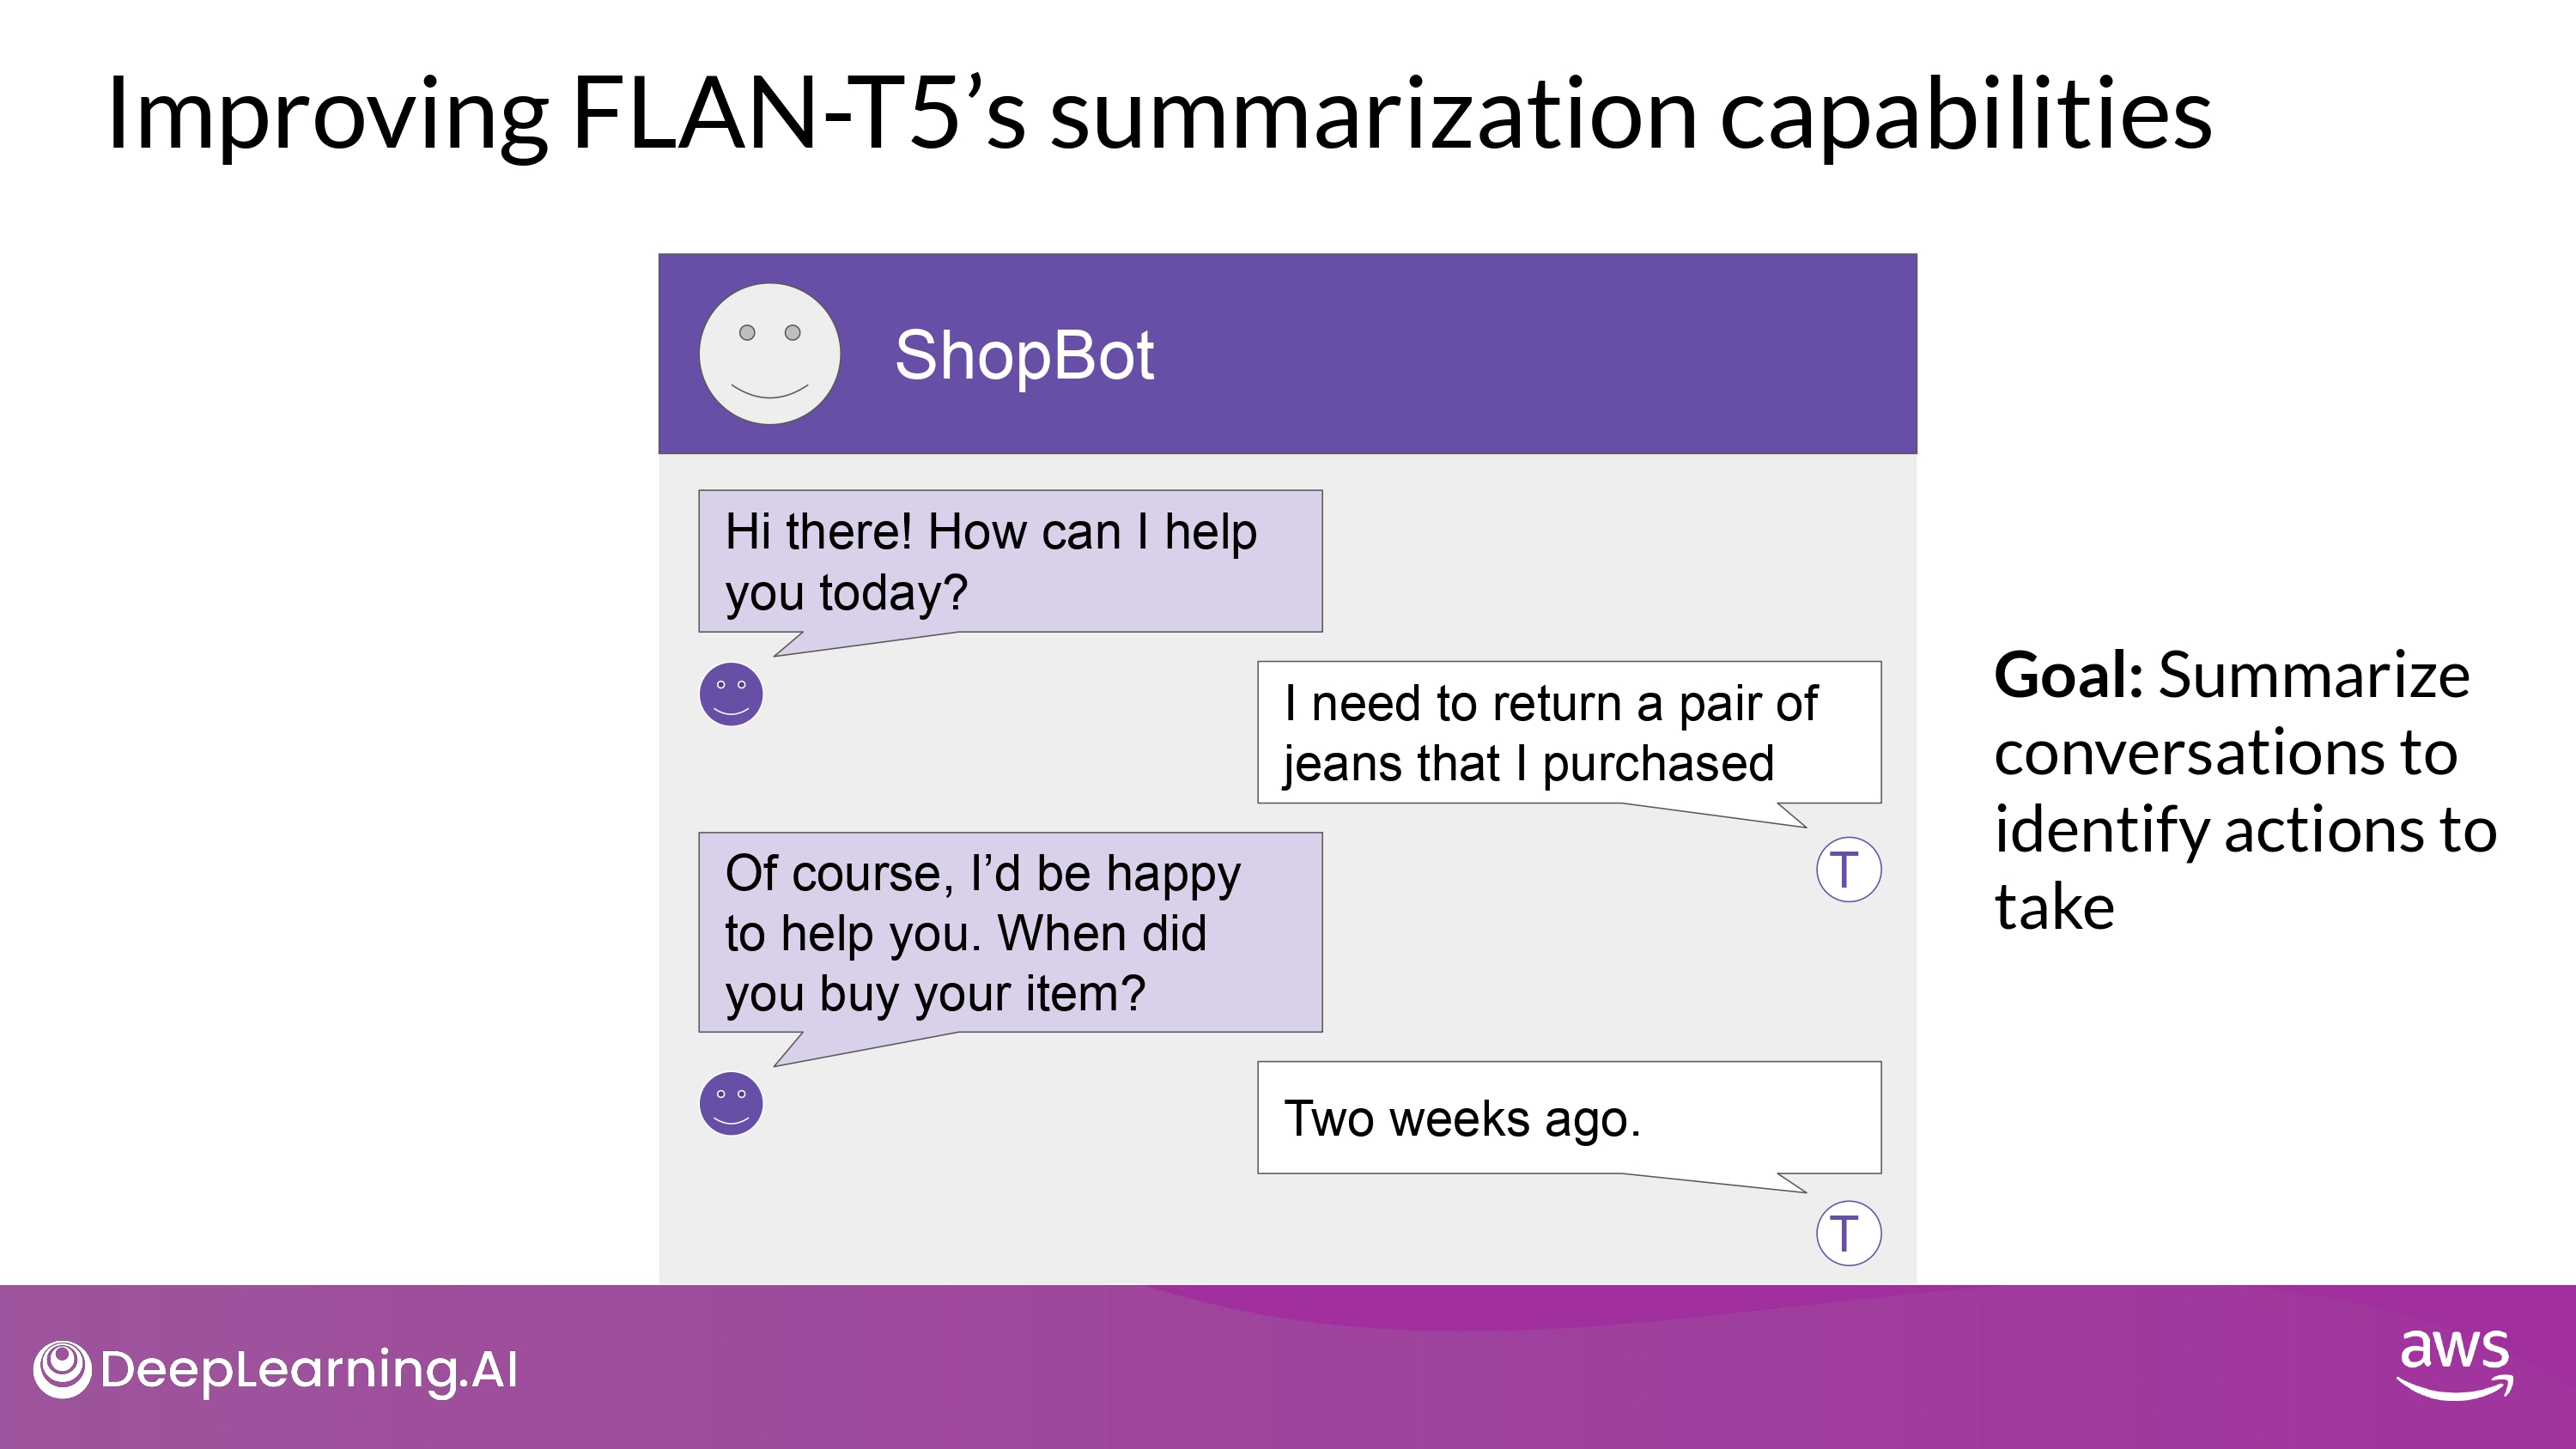 Improving FLAN-T5’s summarization capabilities
ShopBot
Hi there! How can I help
you today?
I need to return a pair of
jeans that I purchased
T
Of course, I’d be happy
to help you. When did
you buy your item?
Two weeks ago.
T
Goal: Summarize
conversations to
identify actions to
take
DeepLearning.AI
aws